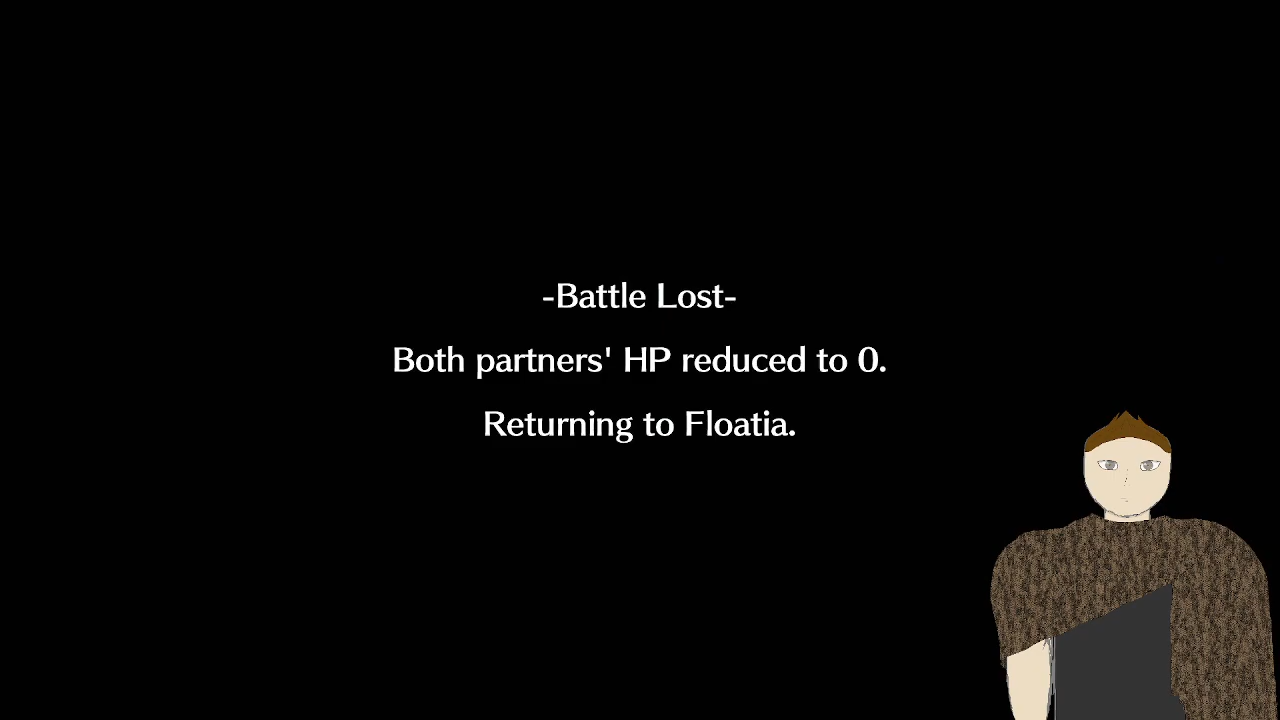 -Battle Lost-
Both partners' HP reduced to 0.
Returning to Floatia.